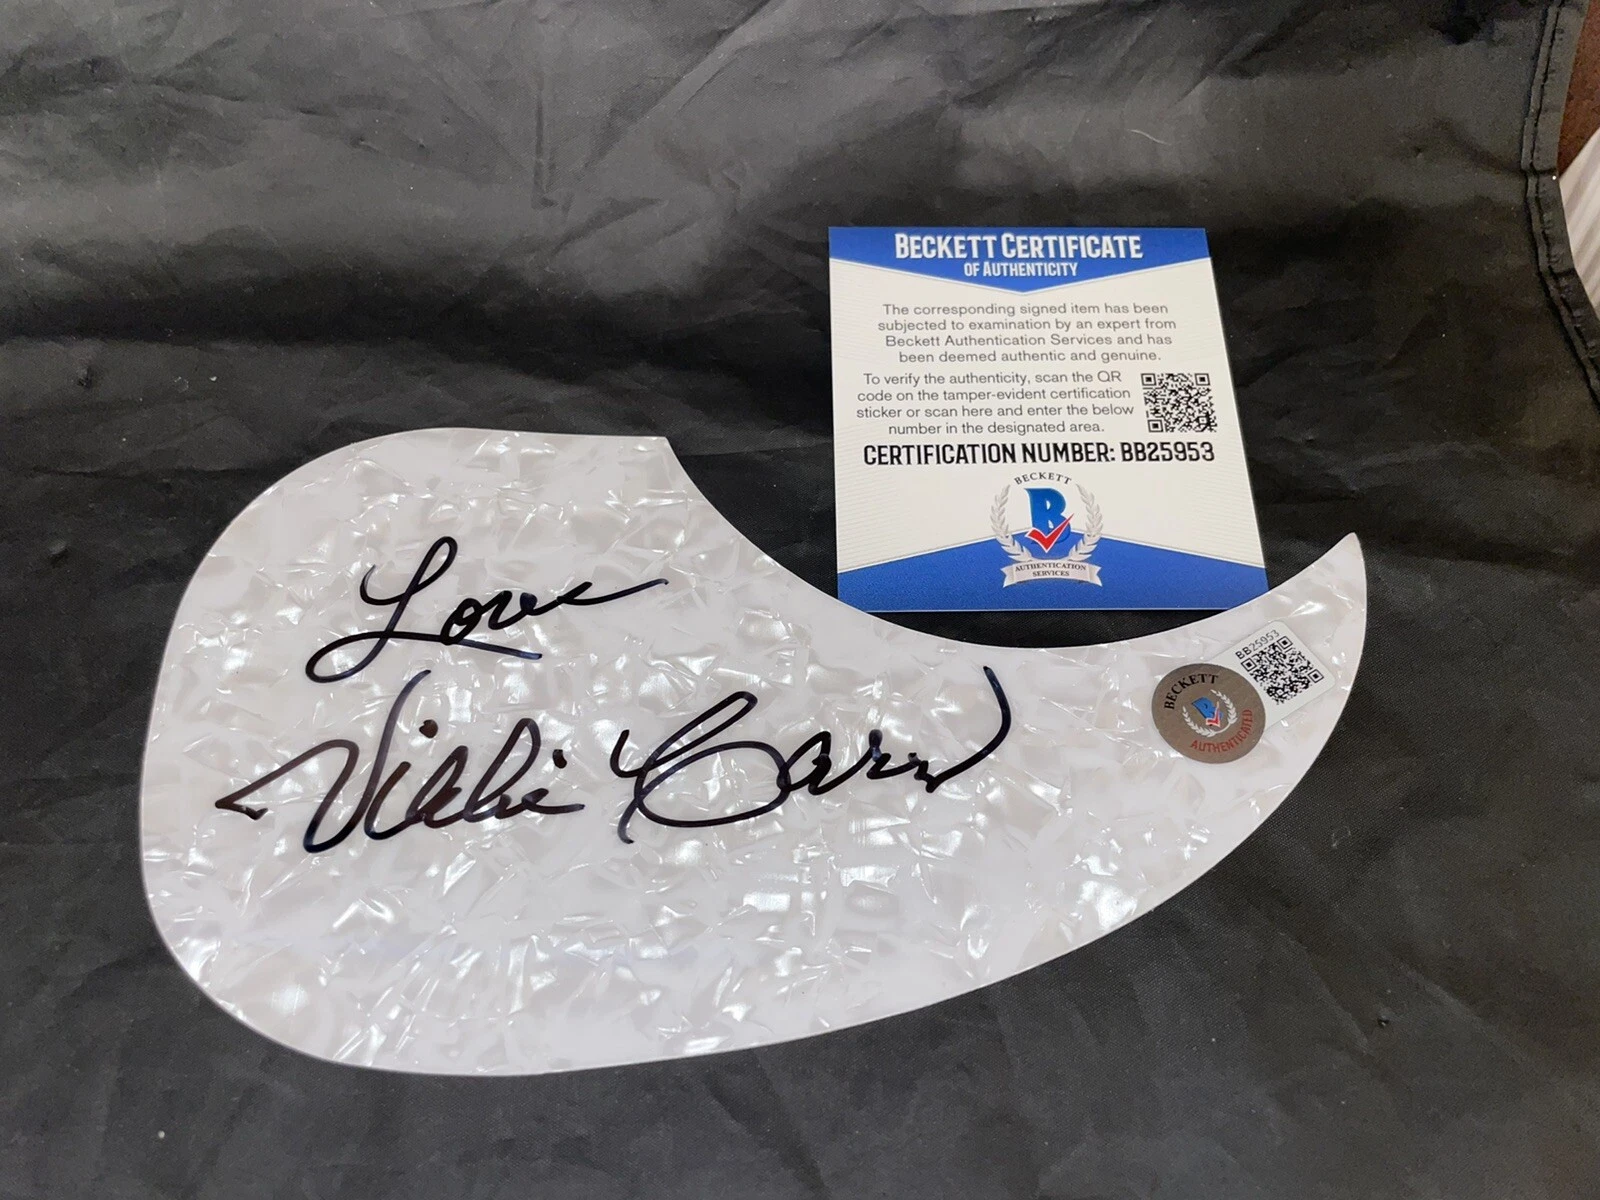 BECKETT CERTIFICATE
OF AUTHENTICITY
The corresponding signed item has been
subjected to examination by an expert from
Beckett Authentication Services and has
been deemed authentic and genuine.
To verify the authenticity, scan the QR
code on the tamper-evident certification
sticker or scan here and enter the below
number in the designated area.
CERTIFICATION NUMBER: BB25953
BECKETT
B
AUTHENTICATION
SERVICES
Love
Vikki Carr
BB25953
BECKETT
B
AUTHENTICATED